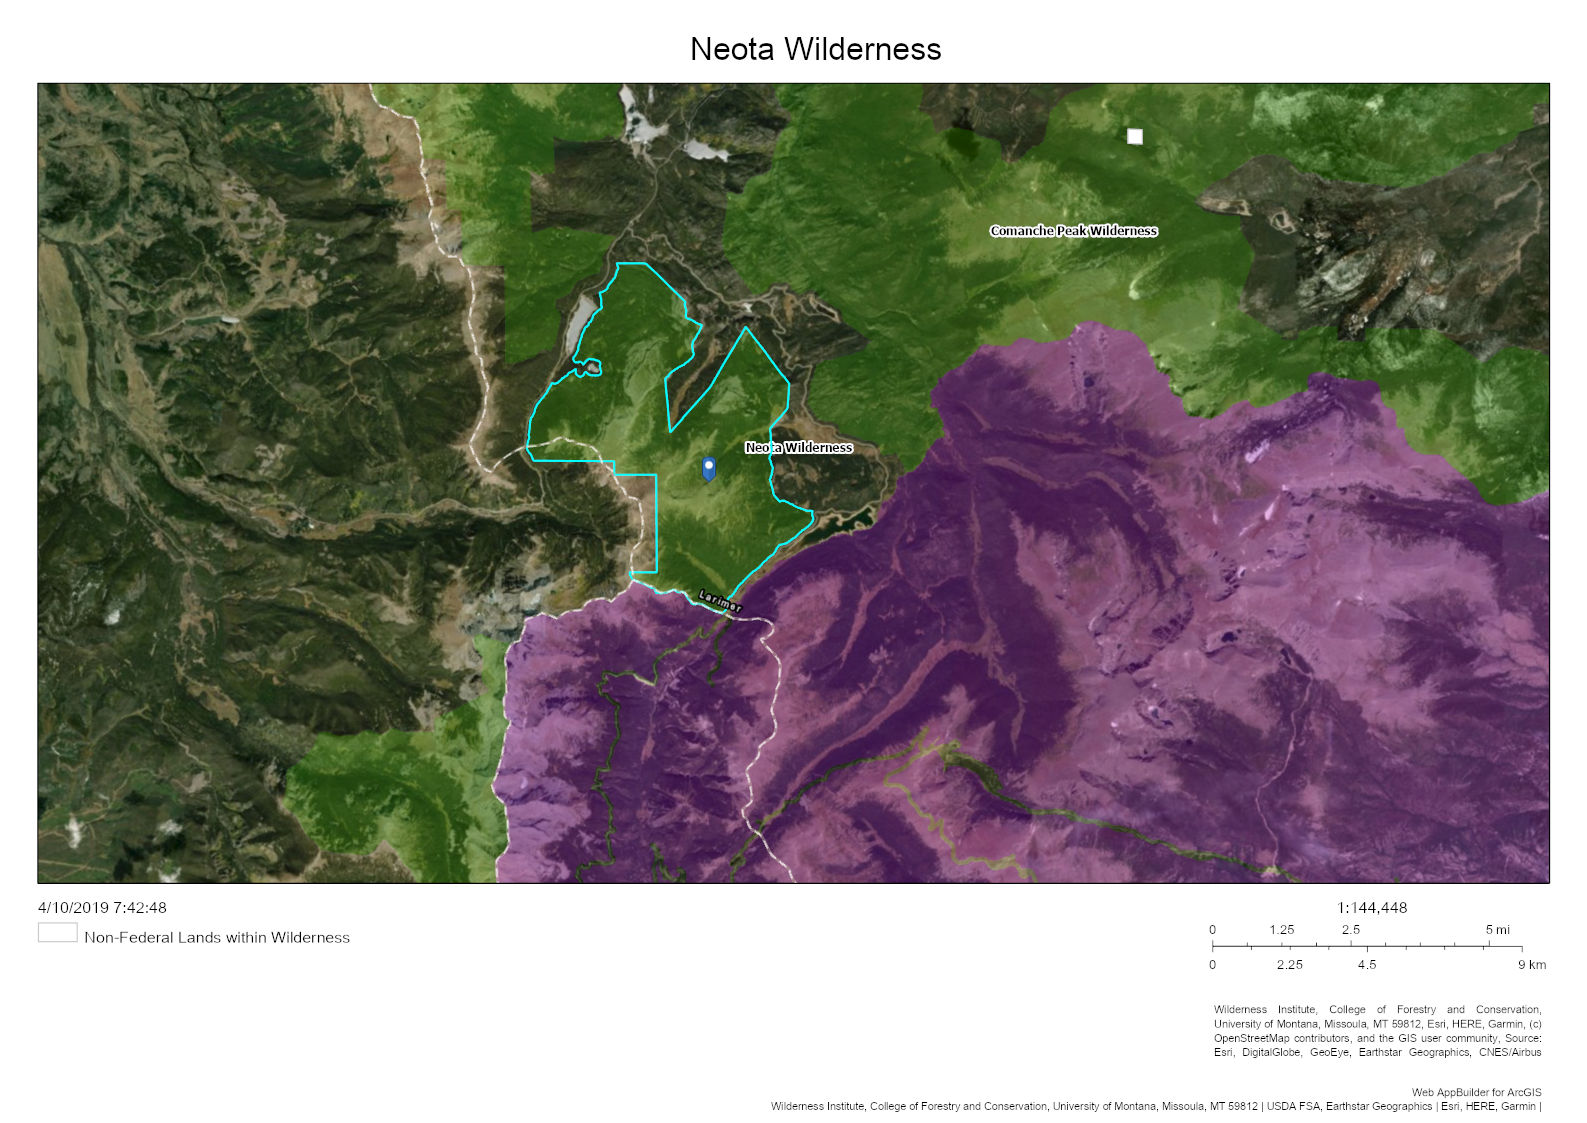 Neota Wilderness
Comanche Peak Wilderness
Neota Wilderness
Larimer
4/10/2019 7:42:48
Non-Federal Lands within Wilderness
1:144,448
0 1.25 2.5 5 mi
0 2.25 4.5 9 km
Wilderness Institute, College of Forestry and Conservation,
University of Montana, Missoula, MT 59812, Esri, HERE, Garmin, (c)
OpenStreetMap contributors, and the GIS user community, Source:
Esri, DigitalGlobe, GeoEye, Earthstar Geographics, CNES/Airbus
Web AppBuilder for ArcGIS
Wilderness Institute, College of Forestry and Conservation, University of Montana, Missoula, MT 59812 | USDA FSA, Earthstar Geographics | Esri, HERE, Garmin |